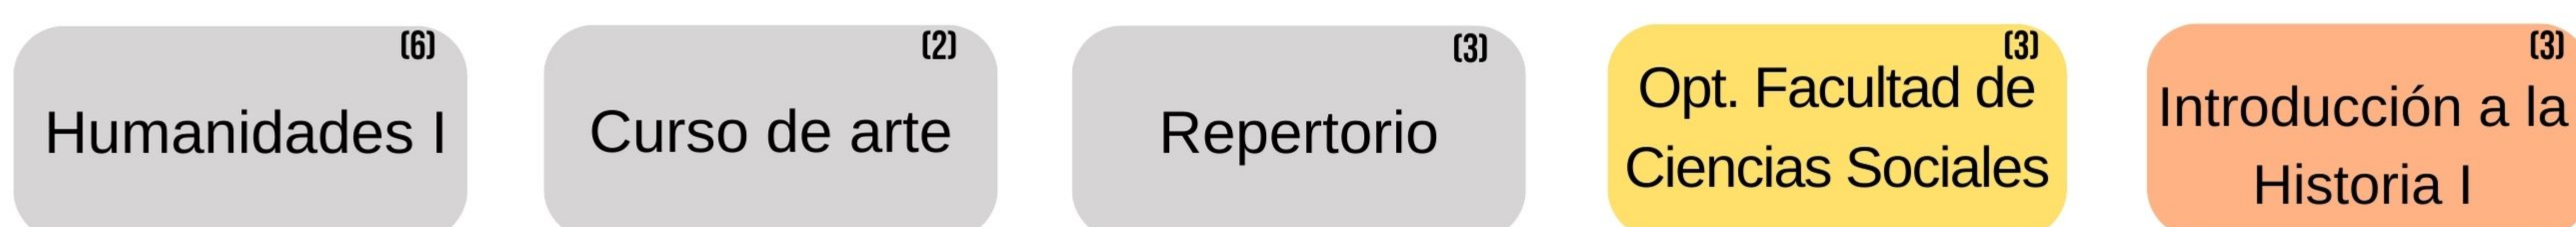 (6)
Humanidades I
(2)
Curso de arte
(3)
Repertorio
(3)
Opt. Facultad de
Ciencias Sociales
(3)
Introducción a la
Historia I